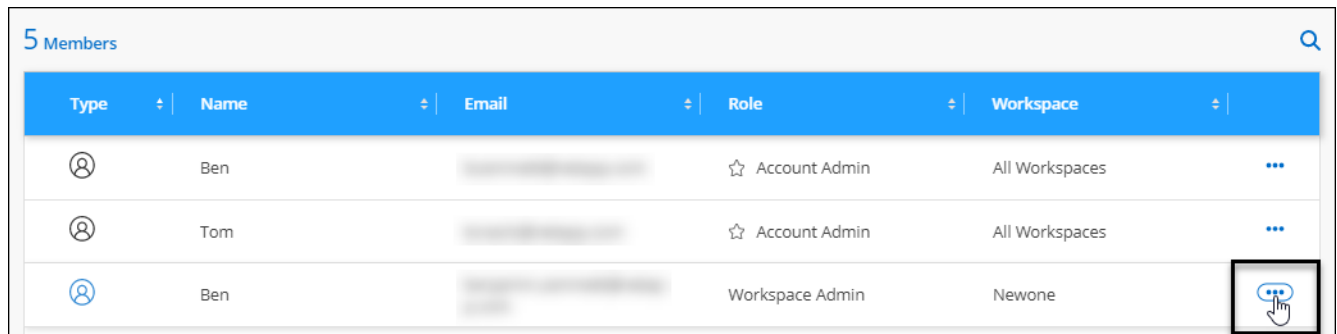 5 Members
Type Name Email Role Workspace
Ben Account Admin All Workspaces
Tom Account Admin All Workspaces
Ben Workspace Admin Newone